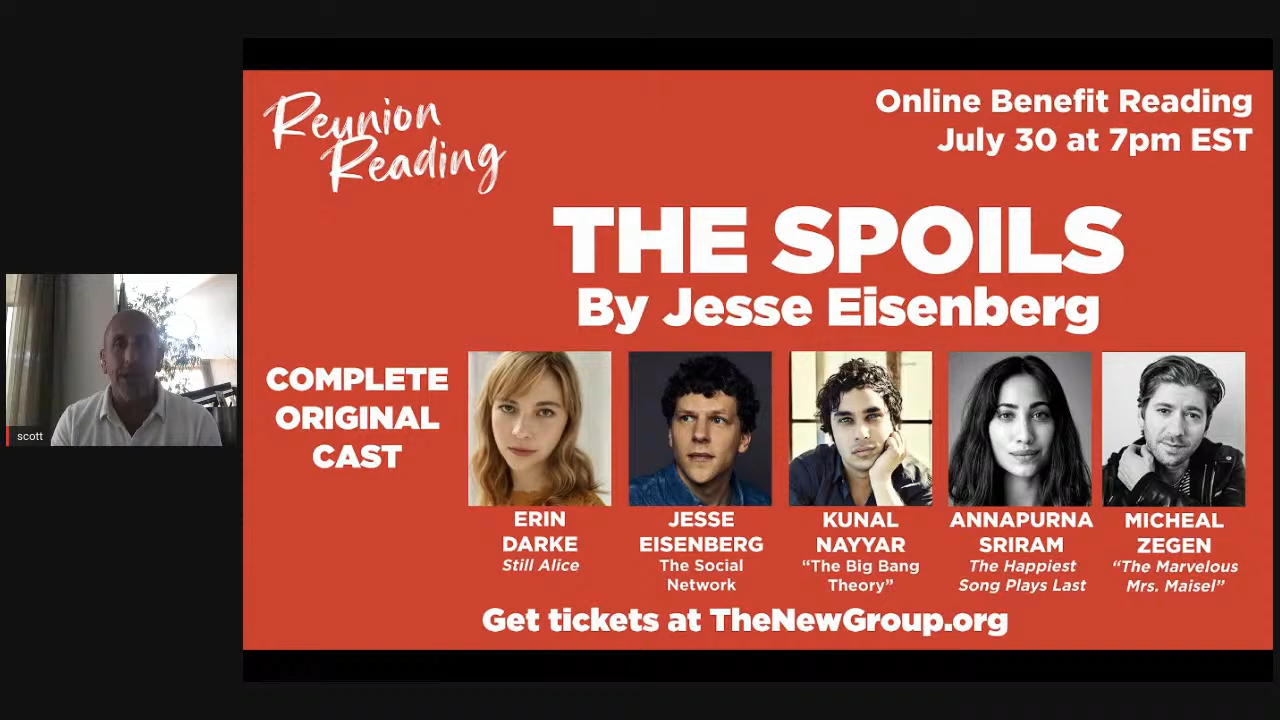 Reunion
Reading
Online Benefit Reading
July 30 at 7pm EST
THE SPOILS
By Jesse Eisenberg
COMPLETE
ORIGINAL
CAST
ERIN
DARKE
Still Alice
JESSE
EISENBERG
The Social
Network
KUNAL
NAYYAR
“The Big Bang
Theory”
ANNAPURNA
SRIRAM
The Happiest
Song Plays Last
MICHEAL
ZEGEN
“The Marvelous
Mrs. Maisel”
Get tickets at TheNewGroup.org
scott